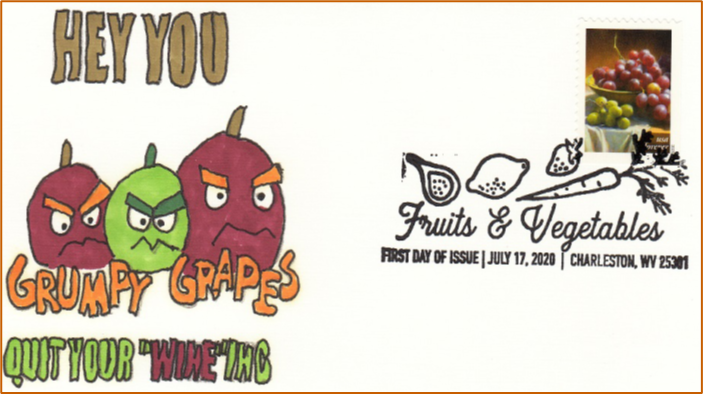 HEY YOU
GRUMPY GRAPES
QUIT YOUR "WINE"ING
Fruits & Vegetables
FIRST DAY OF ISSUE | JULY 17, 2020 | CHARLESTON, WV 25301